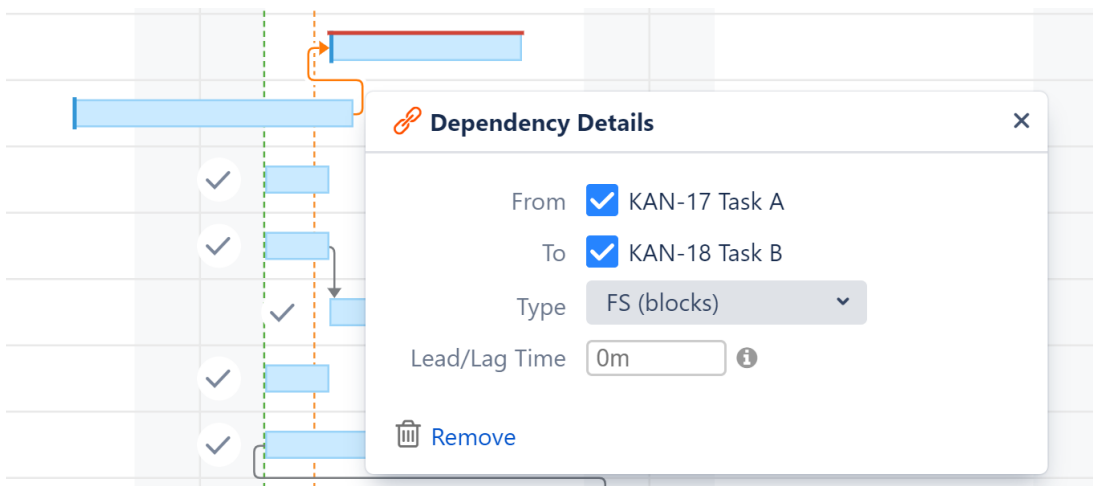 Dependency Details
From KAN-17 Task A
To KAN-18 Task B
Type FS (blocks)
Lead/Lag Time 0m
Remove